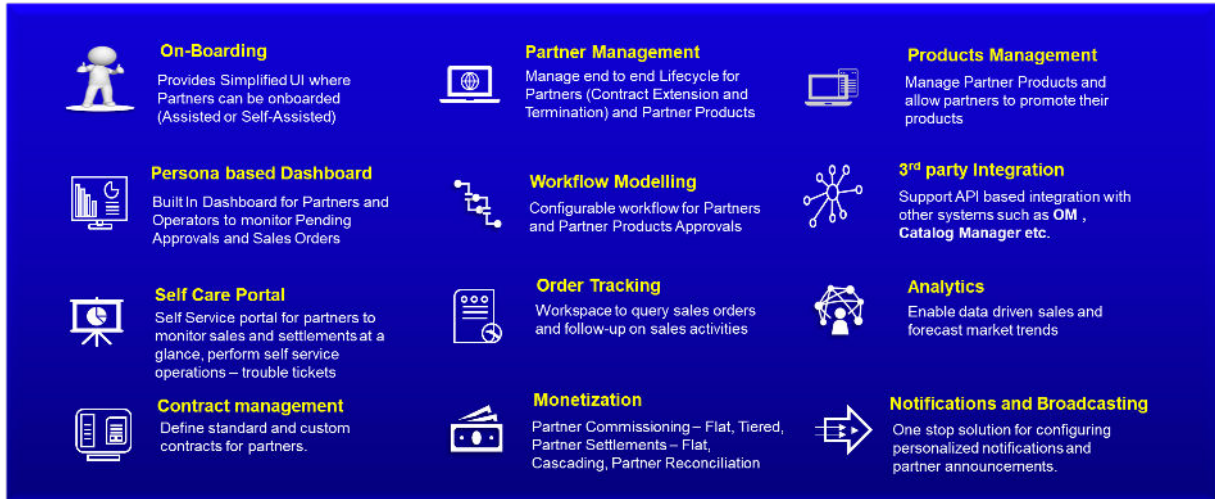 On-Boarding
Provides Simplified UI where
Partners can be onboarded
(Assisted or Self-Assisted)
Partner Management
Manage end to end Lifecycle for
Partners (Contract Extension and
Termination) and Partner Products
Products Management
Manage Partner Products and
allow partners to promote their
products
Persona based Dashboard
Built In Dashboard for Partners and
Operators to monitor Pending
Approvals and Sales Orders
Workflow Modelling
Configurable workflow for Partners
and Partner Products Approvals
3rd party Integration
Support API based integration with
other systems such as OM ,
Catalog Manager etc.
Self Care Portal
Self Service portal for partners to
monitor sales and settlements at a
glance, perform self service
operations – trouble tickets
Order Tracking
Workspace to query sales orders
and follow-up on sales activities
Analytics
Enable data driven sales and
forecast market trends
Contract management
Define standard and custom
contracts for partners.
Monetization
Partner Commissioning – Flat, Tiered,
Partner Settlements – Flat,
Cascading, Partner Reconciliation
Notifications and Broadcasting
One stop solution for configuring
personalized notifications and
partner announcements.